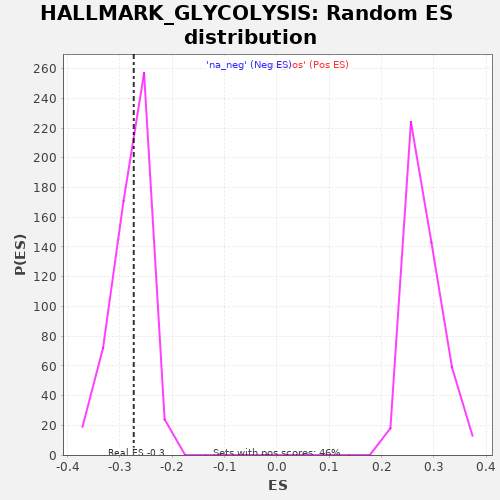 HALLMARK_GLYCOLYSIS: Random ES
distribution
'na_neg' (Neg ES)os' (Pos ES)
260
240
220
200
180
160
140
120
100
80
60
40
20
0
P(ES)
Real ES -0.3
Sets with pos scores: 46%
-0.4 -0.3 -0.2 -0.1 0.0 0.1 0.2 0.3 0.4
ES